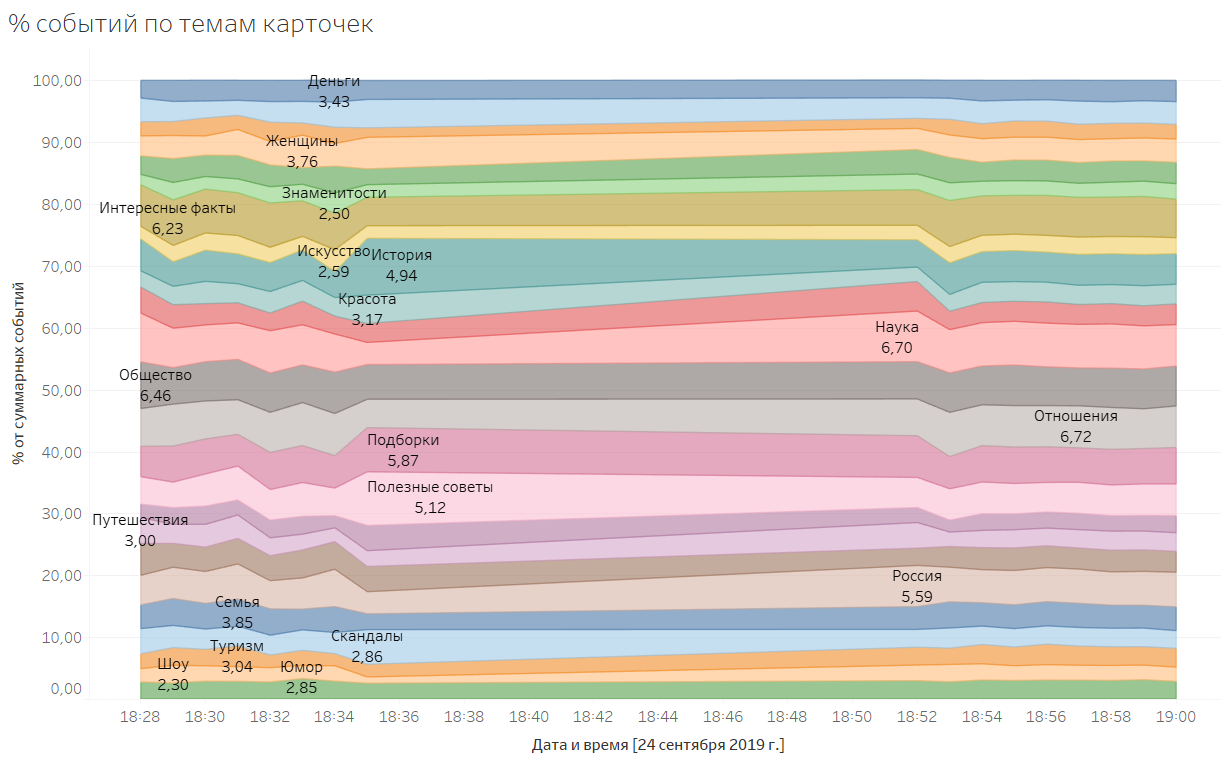 % событий по темам карточек
100,00
90,00
80,00
70,00
60,00
50,00
40,00
30,00
20,00
10,00
0,00
% от суммарных событий
Деньги
3,43
Женщины
3,76
Знаменитости
2,50
Интересные факты
6,23
Искусство
2,59
История
4,94
Красота
3,17
Наука
6,70
Общество
6,46
Отношения
6,72
Подборки
5,87
Полезные советы
5,12
Путешествия
3,00
Россия
5,59
Семья
3,85
Скандалы
2,86
Туризм
3,04
Шоу
2,30
Юмор
2,85
18:28 18:30 18:32 18:34 18:36 18:38 18:40 18:42 18:44 18:46 18:48 18:50 18:52 18:54 18:56 18:58 19:00
Дата и время [24 сентября 2019 г.]